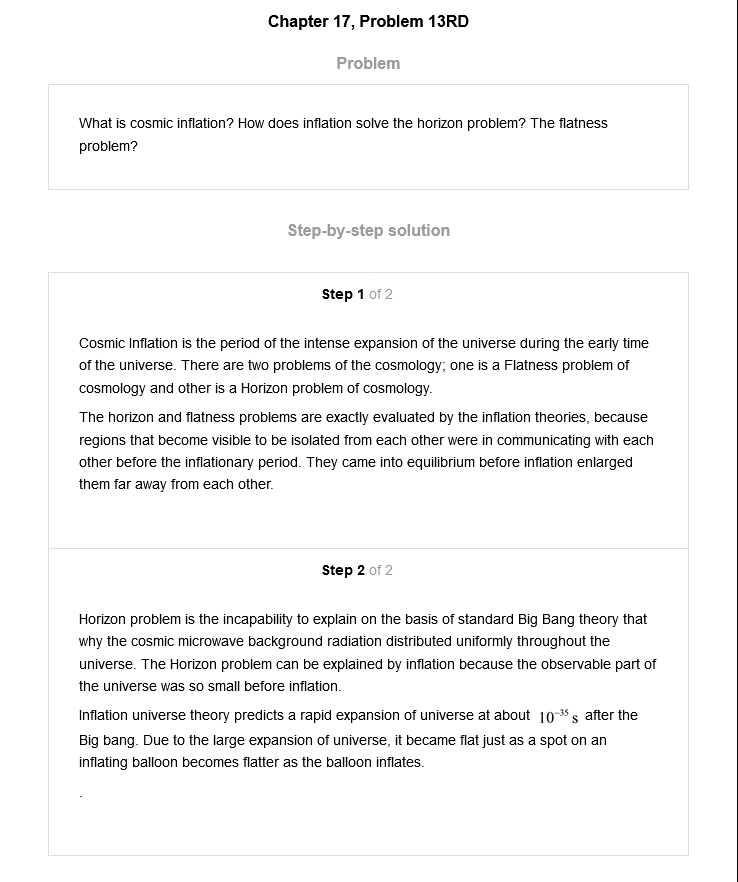 Chapter 17, Problem 13RD
Problem
What is cosmic inflation? How does inflation solve the horizon problem? The flatness
problem?
Step-by-step solution
Step 1 of 2
Cosmic Inflation is the period of the intense expansion of the universe during the early time
of the universe. There are two problems of the cosmology; one is a Flatness problem of
cosmology and other is a Horizon problem of cosmology.
The horizon and flatness problems are exactly evaluated by the inflation theories, because
regions that become visible to be isolated from each other were in communicating with each
other before the inflationary period. They came into equilibrium before inflation enlarged
them far away from each other.
Step 2 of 2
Horizon problem is the incapability to explain on the basis of standard Big Bang theory that
why the cosmic microwave background radiation distributed uniformly throughout the
universe. The Horizon problem can be explained by inflation because the observable part of
the universe was so small before inflation.
Inflation universe theory predicts a rapid expansion of universe at about 10⁻³⁵ s after the
Big bang. Due to the large expansion of universe, it became flat just as a spot on an
inflating balloon becomes flatter as the balloon inflates.
.